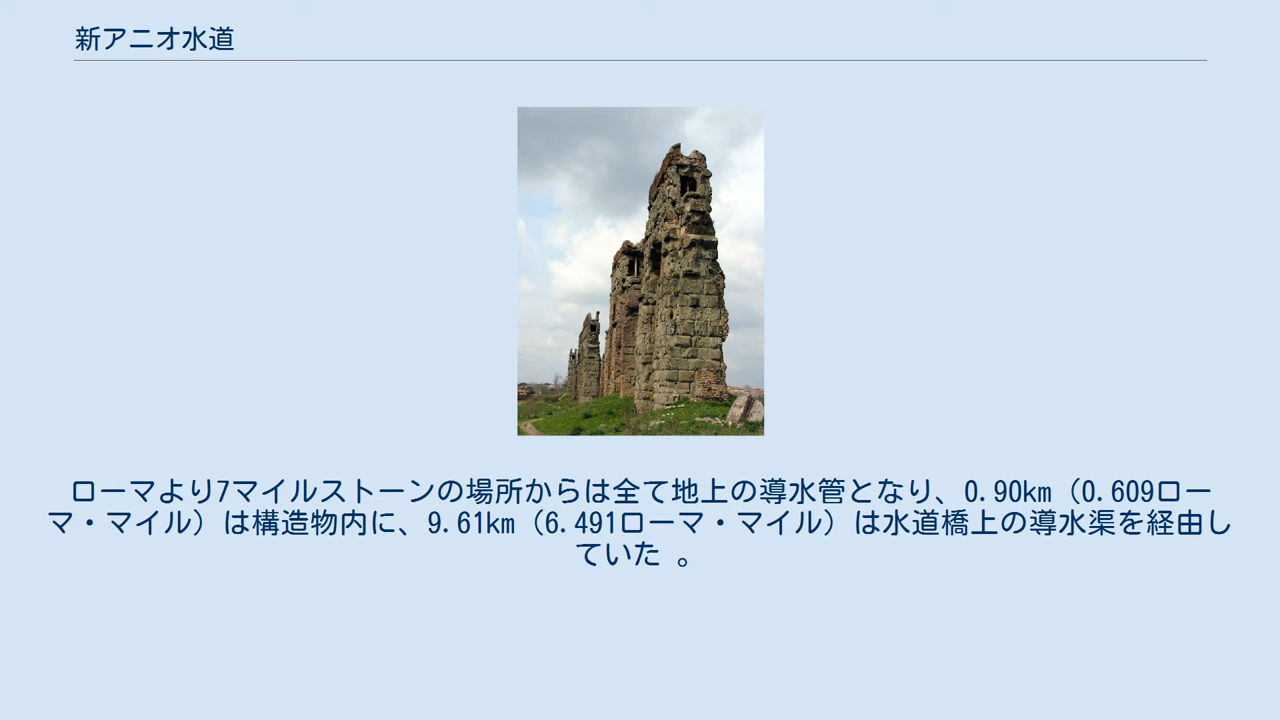 新アニオ水道
ローマより7マイルストーンの場所からは全て地上の導水管となり、0.90km（0.609ロー
マ・マイル）は構造物内に、9.61km（6.491ローマ・マイル）は水道橋上の導水渠を経由し
ていた 。